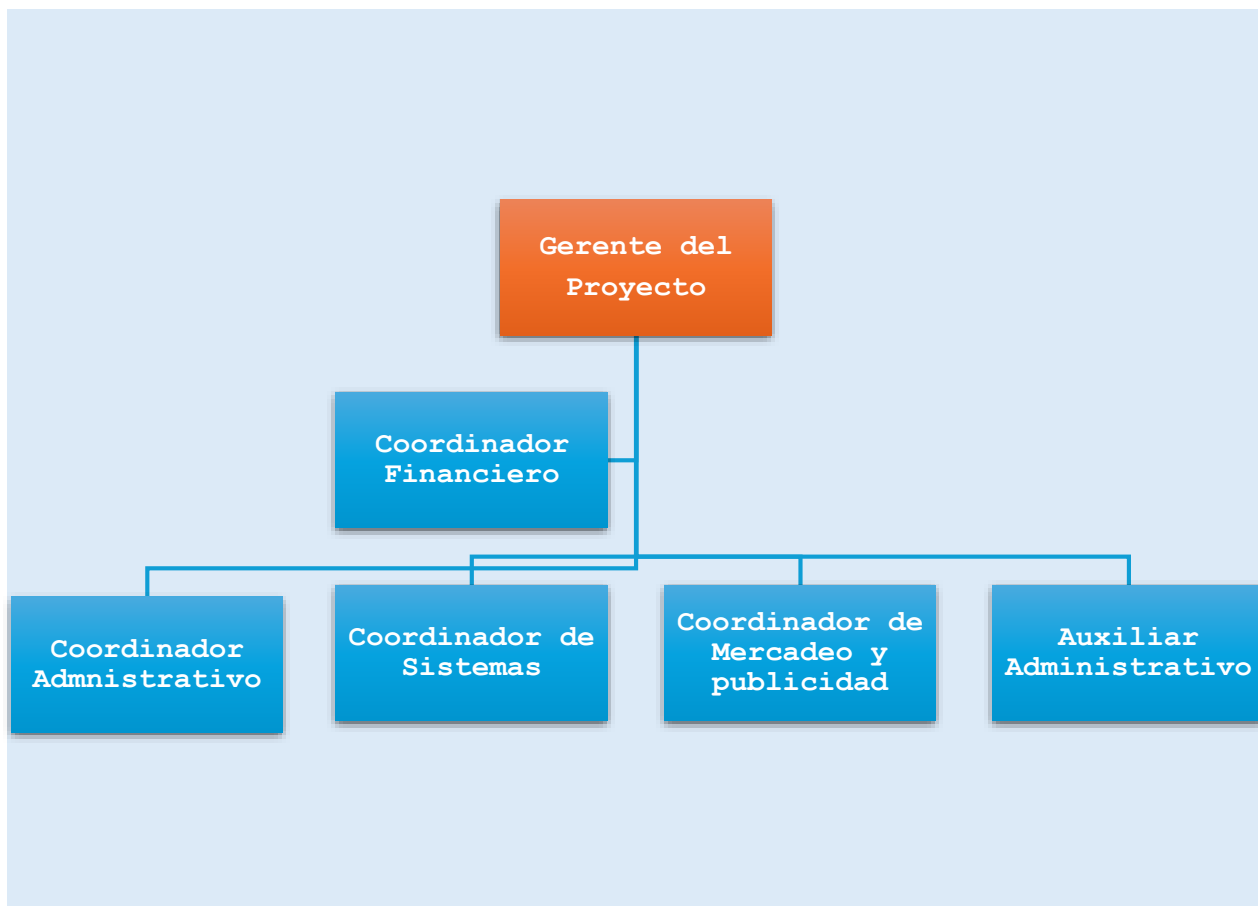 Gerente del
Proyecto
Coordinador
Financiero
Coordinador
Admnistrativo
Coordinador de
Sistemas
Coordinador de
Mercadeo y
publicidad
Auxiliar
Administrativo